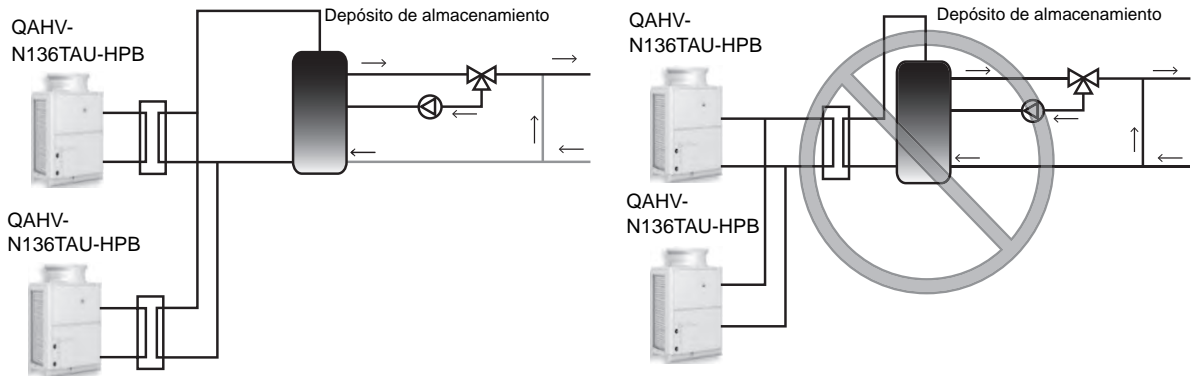 QAHV-
N136TAU-HPB
Depósito de almacenamiento
QAHV-
N136TAU-HPB
QAHV-
N136TAU-HPB
Depósito de almacenamiento
QAHV-
N136TAU-HPB